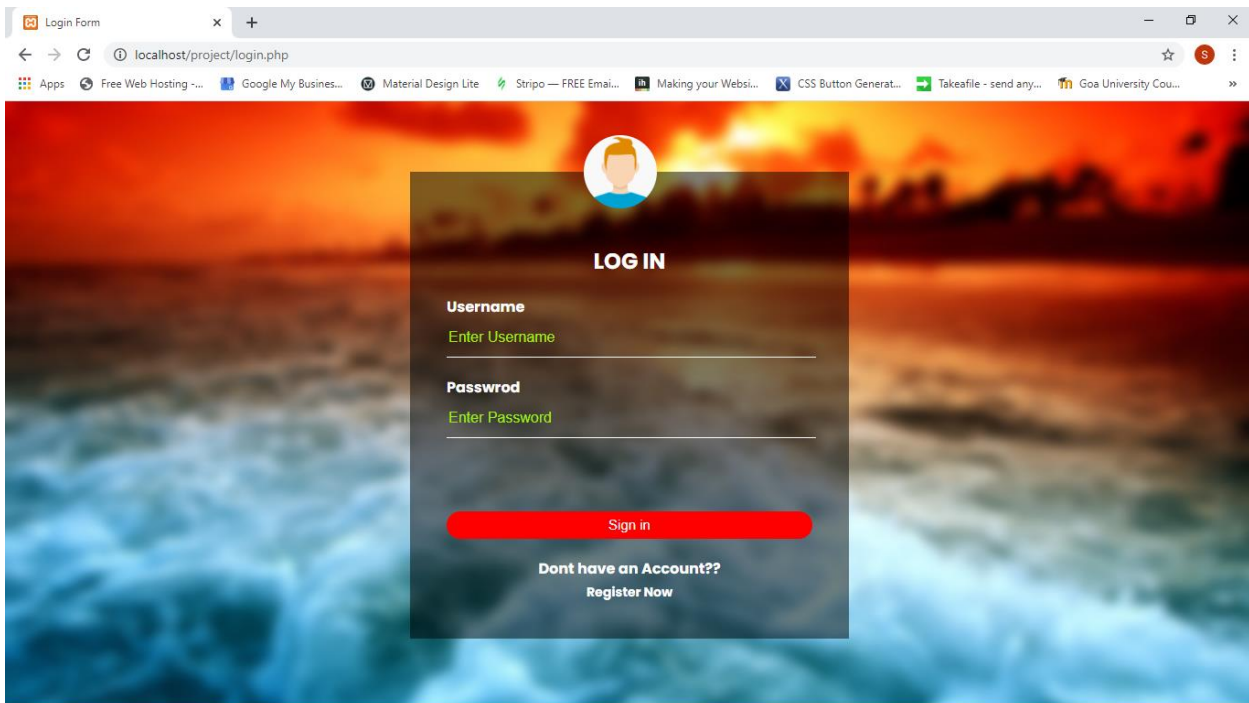 Login Form
localhost/project/login.php
S
Apps Free Web Hosting -... Google My Busines... Material Design Lite Stripo — FREE Emai... ih Making your Websi... CSS Button Generat... Takeafile - send any... Goa University Cou... »
LOG IN
Username
Enter Username
Passwrod
Enter Password
Sign in
Dont have an Account??
Register Now